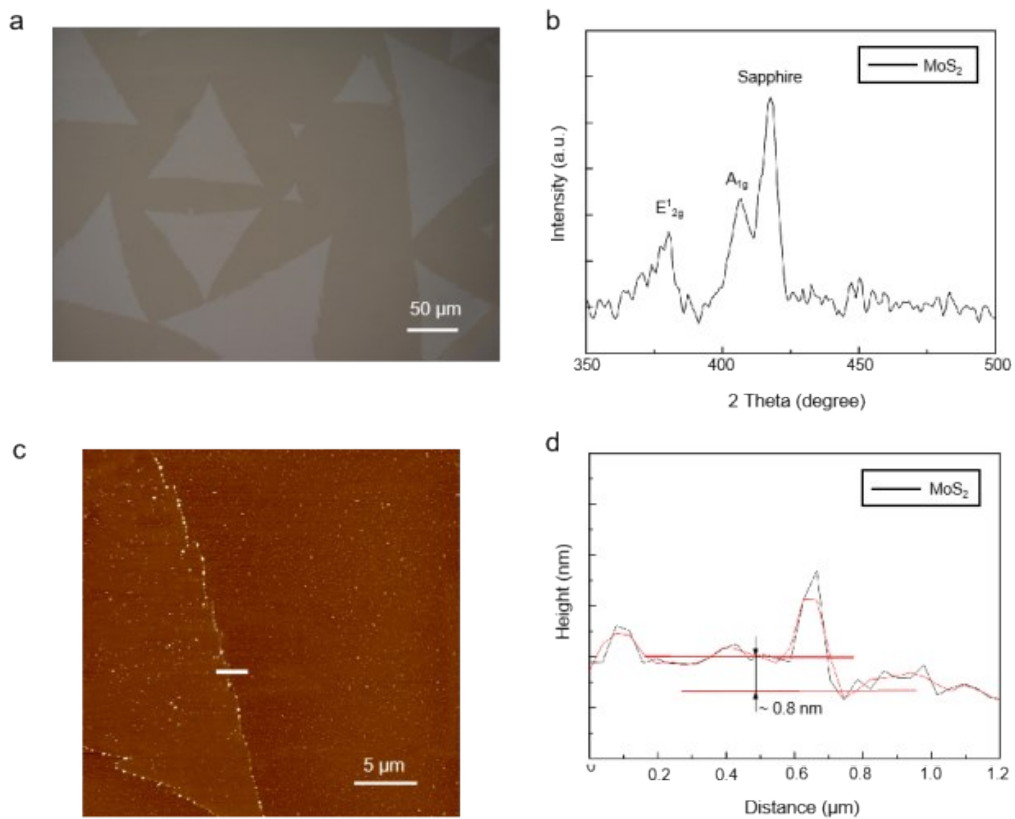 a
50 μm
b
MoS₂
Sapphire
A₁g
E¹₂g
Intensity (a.u.)
350
400
450
500
2 Theta (degree)
c
5 μm
d
MoS₂
Height (nm)
~ 0.8 nm
0
0.2
0.4
0.6
0.8
1.0
1.2
Distance (μm)